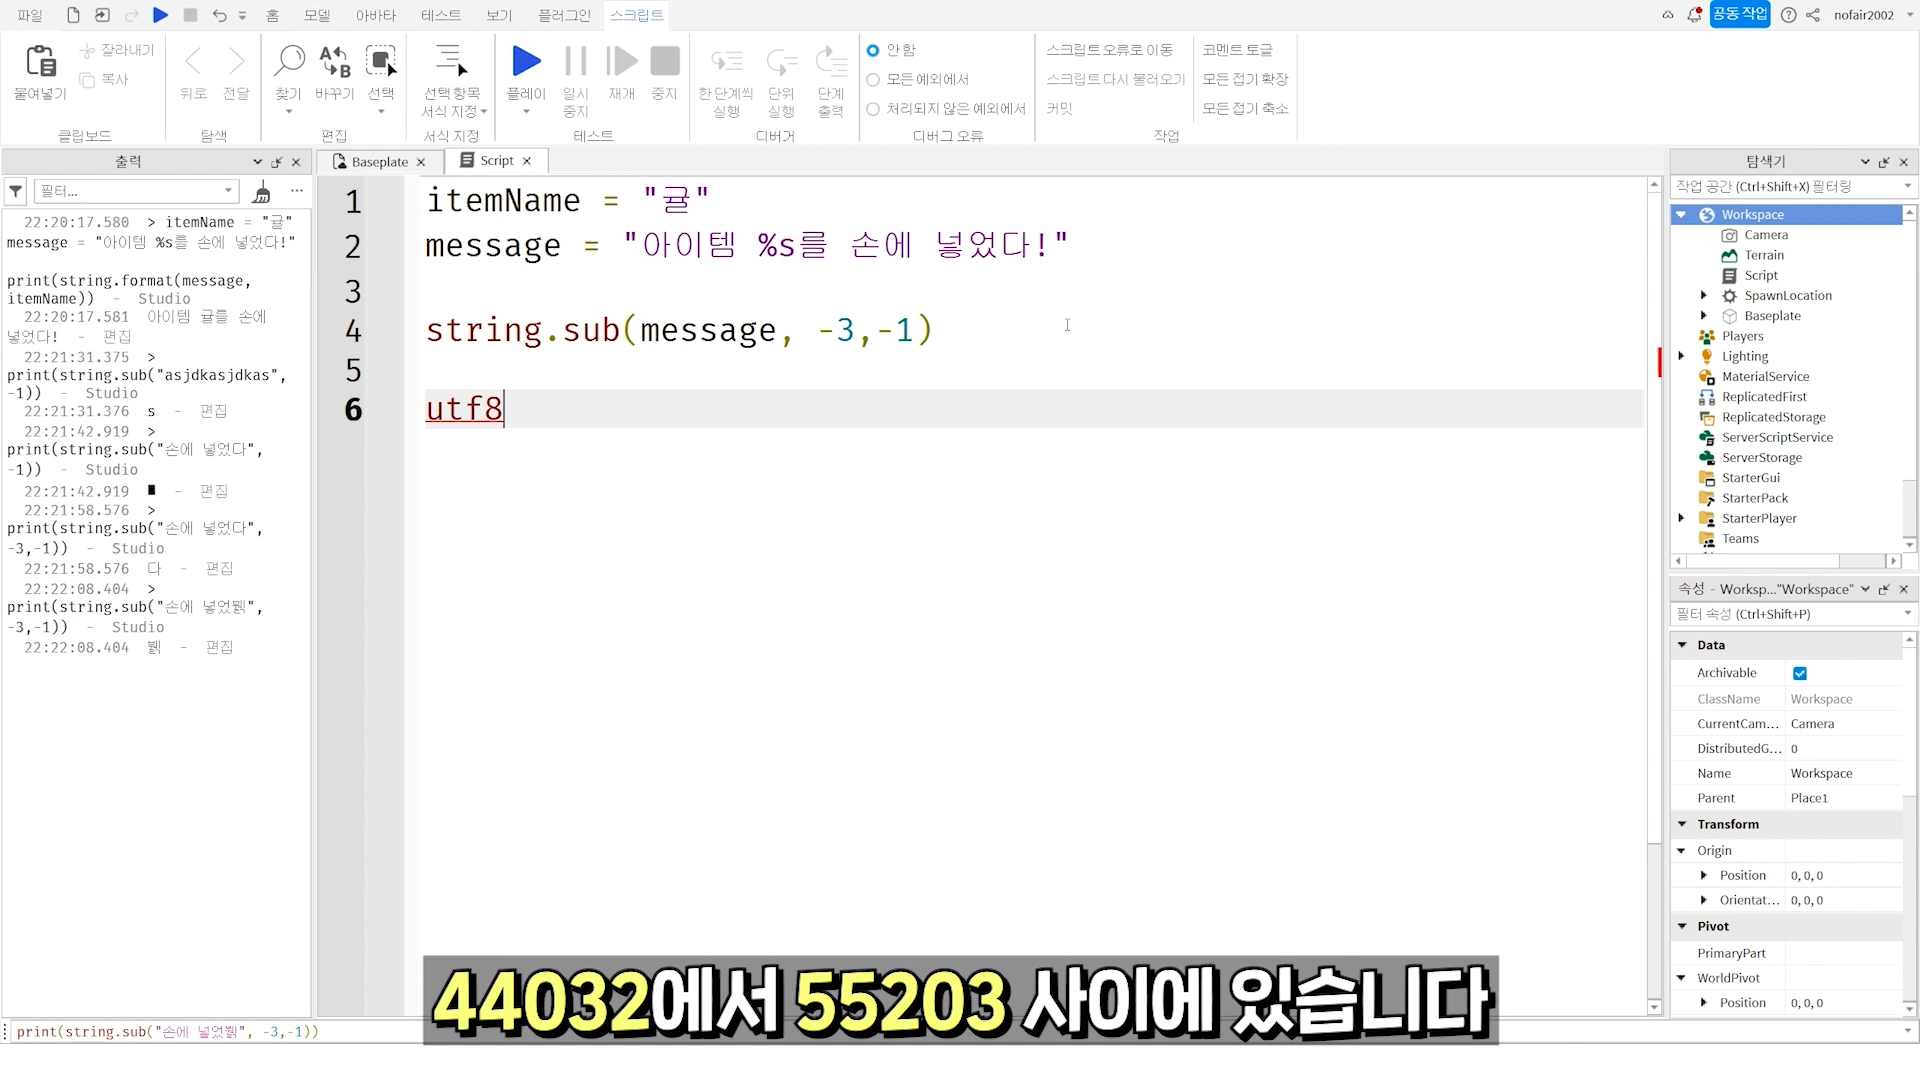 파일 홈 모델 아바타 테스트 보기 플러그인 스크립트 공동 작업 nofair2002
붙여넣기 잘라내기 복사 클립보드
뒤로 전달 탐색
찾기 바꾸기 선택 편집
선택 항목 서식 지정 서식 지정
플레이 일시 중지 재개 중지 테스트
한 단계씩 실행 단위 실행 단계 출력 디버거
안 함
모든 예외에서
처리되지 않은 예외에서
디버그 오류
스크립트 오류로 이동 코멘트 토글
스크립트 다시 불러오기 모든 접기 확장
커밋 모든 접기 축소
작업
출력
필터...
22:20:17.580 > itemName = "귤"
message = "아이템 %s를 손에 넣었다!"
print(string.format(message,
itemName)) - Studio
22:20:17.581 아이템 귤를 손에
넣었다! - 편집
22:21:31.375 >
print(string.sub("asjdkasjdkas",
-1)) - Studio
22:21:31.376 s - 편집
22:21:42.919 >
print(string.sub("손에 넣었다",
-1)) - Studio
22:21:42.919 - 편집
22:21:58.576 >
print(string.sub("손에 넣었다",
-3,-1)) - Studio
22:21:58.576 다 - 편집
22:22:08.404 >
print(string.sub("손에 넣었",
-3,-1)) - Studio
22:22:08.404 - 편집
Baseplate
Script
1 itemName = "귤"
2 message = "아이템 %s를 손에 넣었다!"
3
4 string.sub(message, -3,-1)
5
6 utf8
탐색기
작업 공간 (Ctrl+Shift+X) 필터링
Workspace
Camera
Terrain
Script
SpawnLocation
Baseplate
Players
Lighting
MaterialService
ReplicatedFirst
ReplicatedStorage
ServerScriptService
ServerStorage
StarterGui
StarterPack
StarterPlayer
Teams
속성 - Worksp..."Workspace"
필터 속성 (Ctrl+Shift+P)
Data
Archivable
ClassName Workspace
CurrentCam... Camera
DistributedG... 0
Name Workspace
Parent Place1
Transform
Origin
Position 0, 0, 0
Orientat... 0, 0, 0
Pivot
PrimaryPart
WorldPivot
Position 0, 0, 0
44032에서 55203 사이에 있습니다
print(string.sub("손에 넣었", -3,-1))